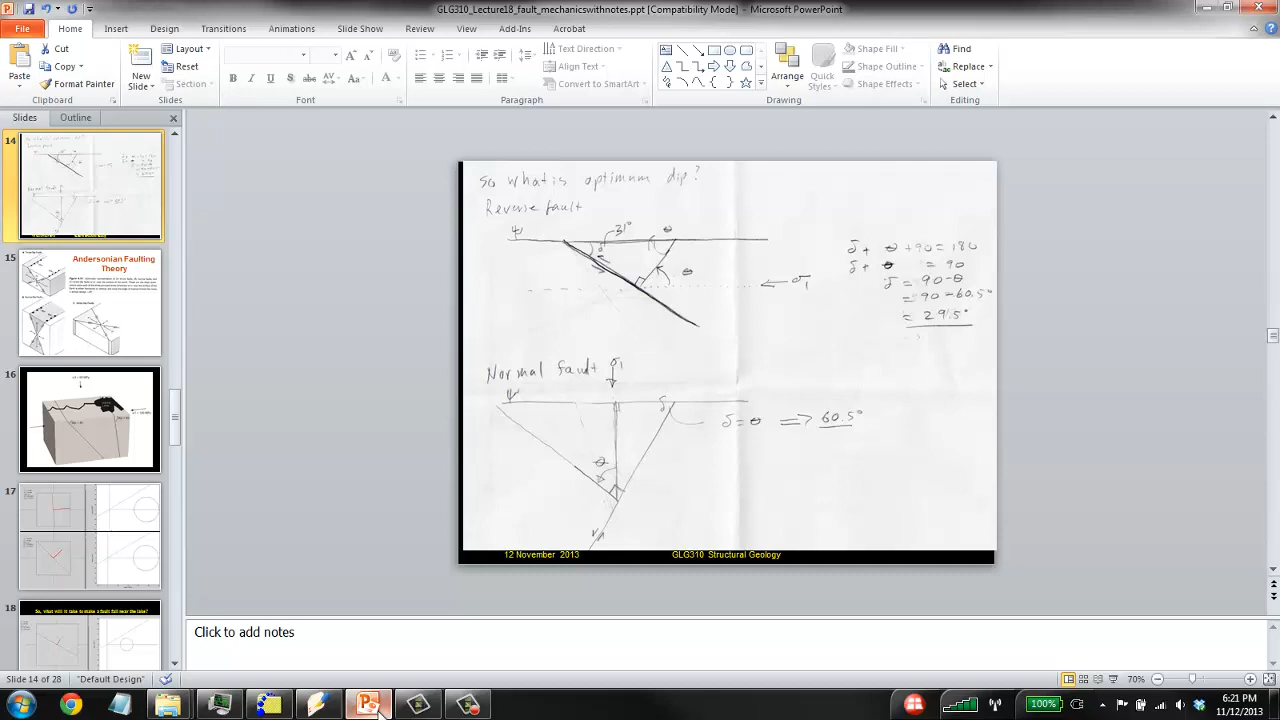 GLG310_Lecture18_fault_mechanicswithnotes.ppt [Compatibility Mode] - Microsoft PowerPoint
File Home Insert Design Transitions Animations Slide Show Review View Add-Ins Acrobat
Paste
Cut
Copy
Format Painter
Clipboard
New Slide
Layout
Reset
Section
Slides
Font
Text Direction
Align Text
Convert to SmartArt
Paragraph
Arrange
Quick Styles
Shape Fill
Shape Outline
Shape Effects
Drawing
Find
Replace
Select
Editing
Slides Outline
14
15
Andersonian Faulting
Theory
16
17
18
So, what will it take to make a fault fail near the lake?
So what is optimum dip?
Reverse fault
31°
θ
θ
σ1
δ + θ + 90 = 180
δ + θ = 90
δ = 90 - θ
= 90 - 60.5°
= 29.5°
Normal fault σ1
δ
δ = θ ⇒ 60.5°
θ
12 November 2013 GLG310 Structural Geology
Click to add notes
Slide 14 of 28 "Default Design" 70%
100%
6:21 PM
11/12/2013